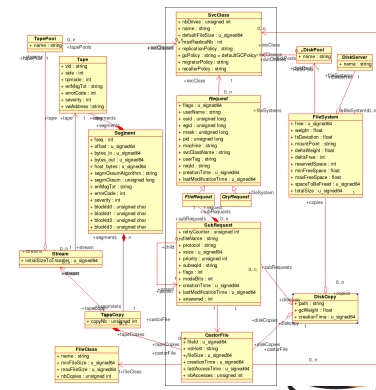 SvcClass
+ nbDrives : unsigned int
+ name : string
+ defaultFileSize : u_signed64
+ maxReplicaNb : unsigned int
+ replicationPolicy : string
+ gcPolicy : string = defaultGCPolicy
+ migratorPolicy : string
+ recallerPolicy : string
TapePool
+ name : string
+tapePools
Tape
+ vid : string
+ side : int
+ tpmode : int
+ errMsgTxt : string
+ errorCode : int
+ severity : int
+ vwAddress : string
DiskPool
+ name : string
DiskServer
+ name : string
+svcClass
Request
+ flags : u_signed64
+ userName : string
+ euid : unsigned long
+ egid : unsigned long
+ mask : unsigned long
+ pid : unsigned long
+ machine : string
+ svcClassName : string
+ userTag : string
+ reqId : string
+ creationTime : u_signed64
+ lastModificationTime : u_signed64
+fileSystems
FileSystem
+ free : u_signed64
+ weight : float
+ fsDeviation : float
+ mountPoint : string
+ deltaWeight : float
+ deltaFree : int
+ reservedSpace : int
+ minFreeSpace : float
+ maxFreeSpace : float
+ spaceToBeFreed : u_signed64
+ totalSize : u_signed64
+segments
Segment
+ fseq : int
+ offset : u_signed64
+ bytes_in : u_signed64
+ bytes_out : u_signed64
+ host_bytes : u_signed64
+ segmCksumAlgorithm : string
+ segmCksum : unsigned long
+ errMsgTxt : string
+ errorCode : int
+ severity : int
+ blockId0 : unsigned char
+ blockId1 : unsigned char
+ blockId2 : unsigned char
+ blockId3 : unsigned char
FileRequest
QryRequest
+fileSystem
+copies
+subRequests
SubRequest
+ retryCounter : unsigned int
+ fileName : string
+ protocol : string
+ xsize : u_signed64
+ priority : unsigned int
+ subreqId : string
+ flags : int
+ modeBits : int
+ creationTime : u_signed64
+ lastModificationTime : u_signed64
+ answered : int
+segments
+child
+parent
+streams
Stream
+ initialSizeToTransfer : u_signed64
+stream
+subRequests
DiskCopy
+ path : string
+ gcWeight : float
+ creationTime : u_signed64
+copies
+diskcopy
+segments
TapeCopy
+ copyNb : unsigned int
+castorFile
+tapeCopies
+diskCopies
CastorFile
+ fileId : u_signed64
+ nsHost : string
+ fileSize : u_signed64
+ creationTime : u_signed64
+ lastAccessTime : u_signed64
+ nbAccesses : unsigned int
+castorFile
FileClass
+ name : string
+ minFileSize : u_signed64
+ maxFileSize : u_signed64
+ nbCopies : unsigned int